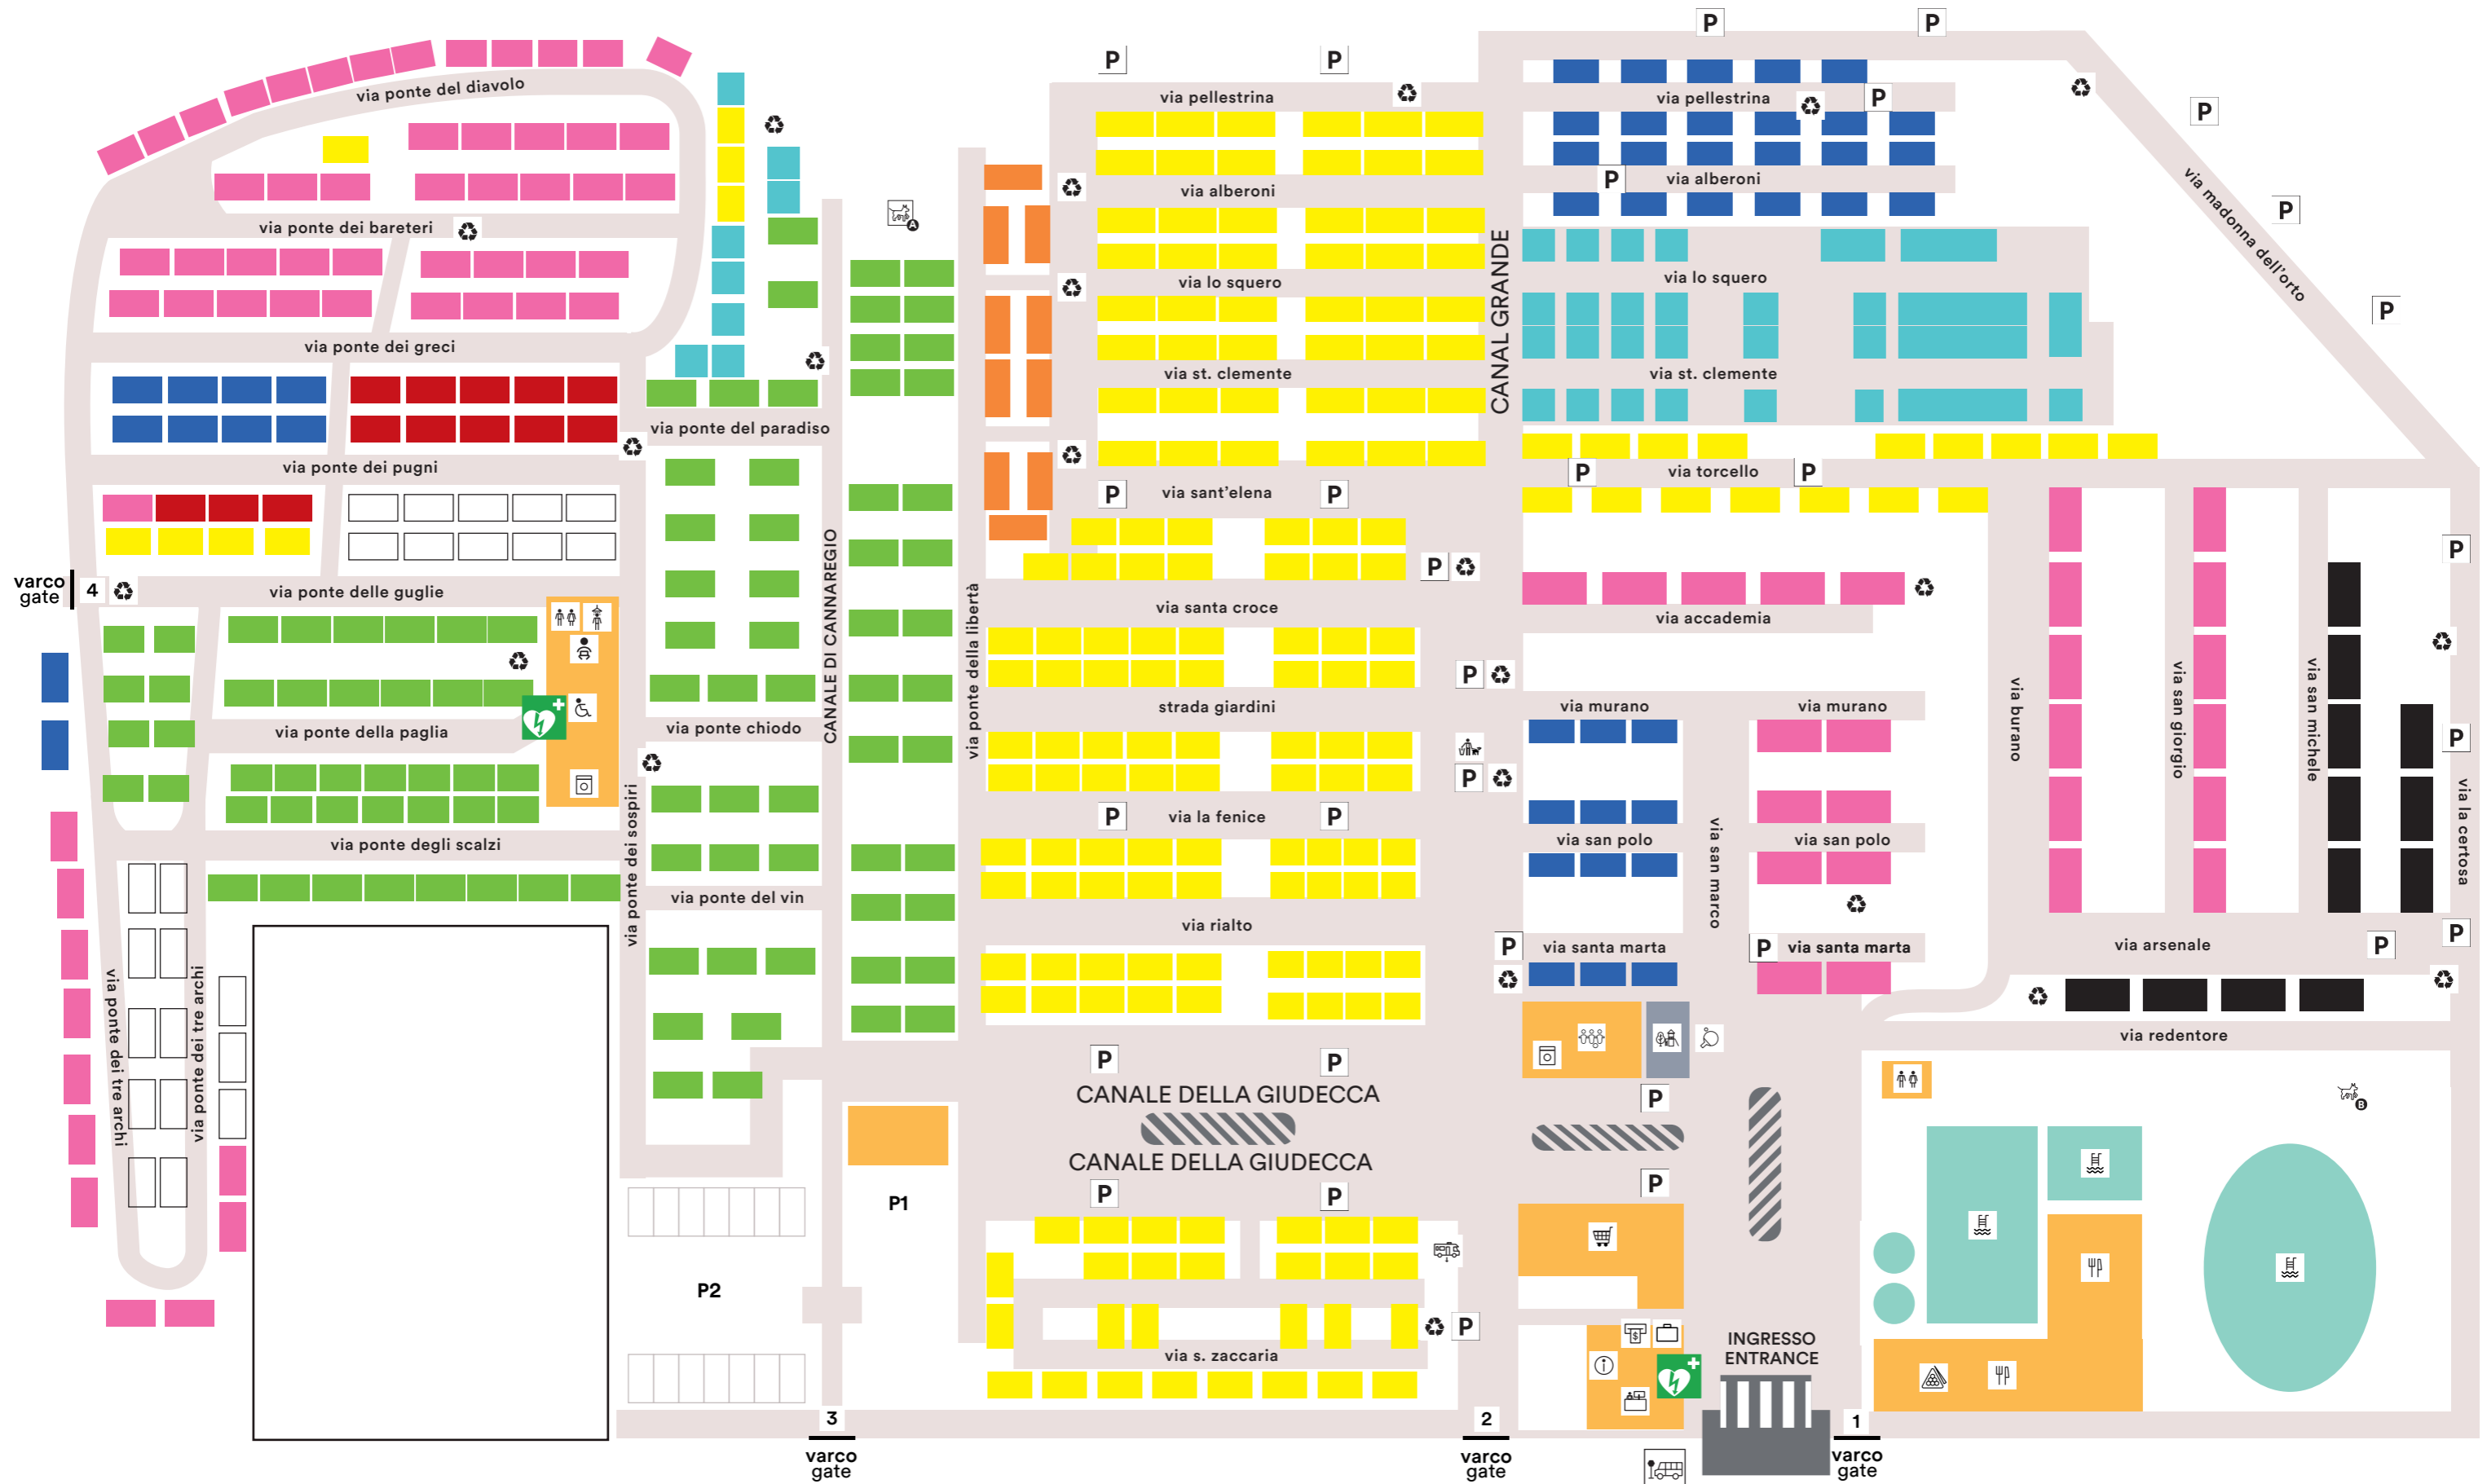 P
P
P
P
via pellestrina
via ponte del diavolo
via pellestrina
P
P
via alberoni
P
via alberoni
via madonna dell'orto
A
P
via ponte dei bareteri
via lo squero
CANAL GRANDE
via lo squero
P
via ponte dei greci
via st. clemente
via st. clemente
via ponte del paradiso
via ponte dei pugni
P
via torcello
P
P
via sant'elena
P
CANALE DI CANNAREGIO
P
P
varco
gate
4
via ponte delle guglie
via santa croce
via accademia
via ponte della libertà
P
strada giardini
via murano
via murano
via burano
via san giorgio
via san michele
via ponte della paglia
via ponte chiodo
P
P
P
via la fenice
P
via san polo
via san polo
via san marco
via la certosa
via ponte degli scalzi
via ponte dei sospiri
via ponte del vin
via rialto
P
via santa marta
P
via santa marta
via arsenale
P
P
via ponte dei tre archi
via ponte dei tre archi
via redentore
P
P
CANALE DELLA GIUDECCA
P
B
CANALE DELLA GIUDECCA
P
P
P
P1
P2
P
via s. zaccaria
INGRESSO
ENTRANCE
$
i
3
varco
gate
2
varco
gate
1
varco
gate